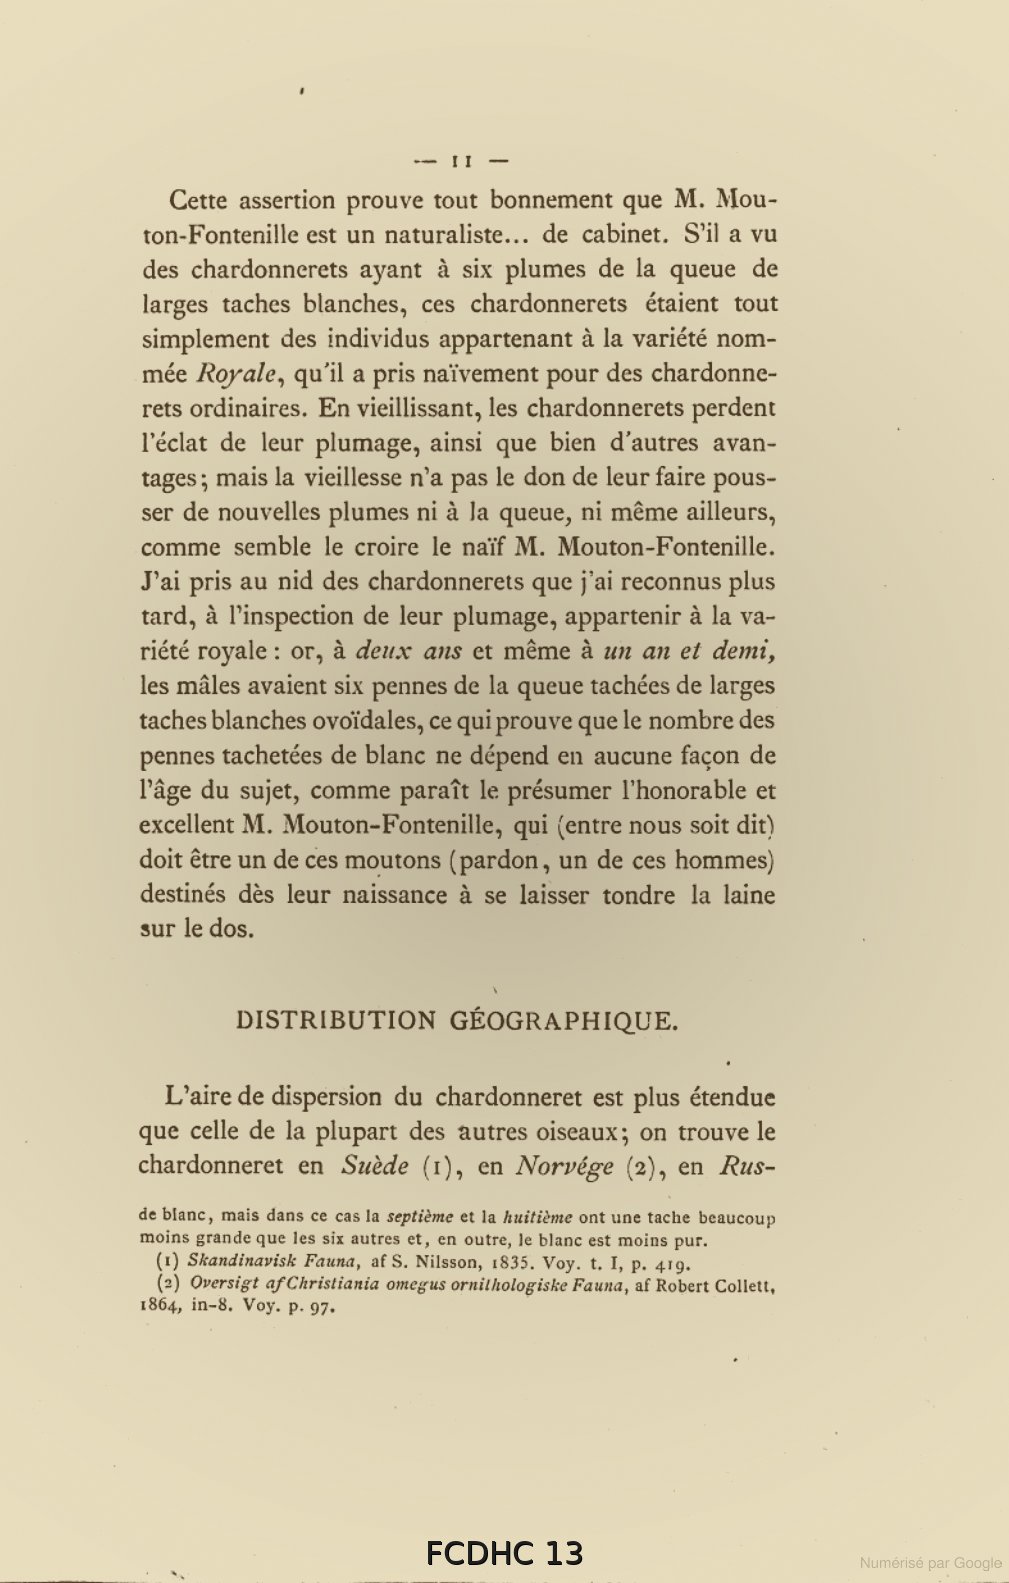 — 11 —
Cette assertion prouve tout bonnement que M. Mou-
ton-Fontenille est un naturaliste... de cabinet. S'il a vu
des chardonnerets ayant à six plumes de la queue de
larges taches blanches, ces chardonnerets étaient tout
simplement des individus appartenant à la variété nom-
mée Royale, qu'il a pris naïvement pour des chardonne-
rets ordinaires. En vieillissant, les chardonnerets perdent
l'éclat de leur plumage, ainsi que bien d'autres avan-
tages; mais la vieillesse n'a pas le don de leur faire pous-
ser de nouvelles plumes ni à la queue, ni même ailleurs,
comme semble le croire le naïf M. Mouton-Fontenille.
J'ai pris au nid des chardonnerets que j'ai reconnus plus
tard, à l'inspection de leur plumage, appartenir à la va-
riété royale : or, à deux ans et même à un an et demi,
les mâles avaient six pennes de la queue tachées de larges
taches blanches ovoïdales, ce qui prouve que le nombre des
pennes tachetées de blanc ne dépend en aucune façon de
l'âge du sujet, comme paraît le présumer l'honorable et
excellent M. Mouton-Fontenille, qui (entre nous soit dit)
doit être un de ces moutons (pardon, un de ces hommes)
destinés dès leur naissance à se laisser tondre la laine
sur le dos.
DISTRIBUTION GÉOGRAPHIQUE.
L'aire de dispersion du chardonneret est plus étendue
que celle de la plupart des autres oiseaux; on trouve le
chardonneret en Suède (1), en Norvége (2), en Rus-
de blanc, mais dans ce cas la septième et la huitième ont une tache beaucoup
moins grande que les six autres et, en outre, le blanc est moins pur.
(1) Skandinavisk Fauna, af S. Nilsson, 1835. Voy. t. I, p. 419.
(2) Oversigt af Christiania omegus ornithologiske Fauna, af Robert Collett,
1864, in-8. Voy. p. 97.
FCDHC 13
Numérisé par Google